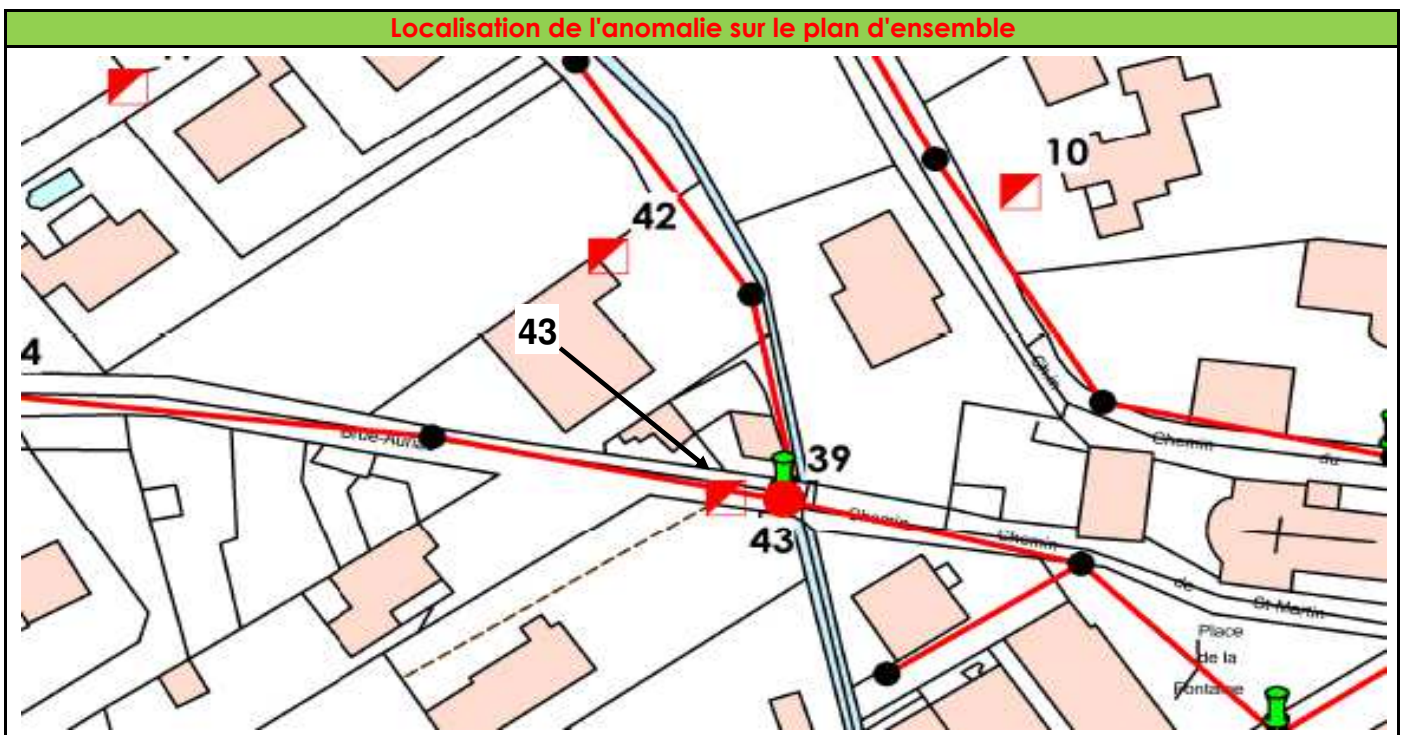 Localisation de l'anomalie sur le plan d'ensemble
10
42
43
4
39
43
Chemin
du
Chemin
Chemin
de
St-Martin
Place
de la
Fontaine